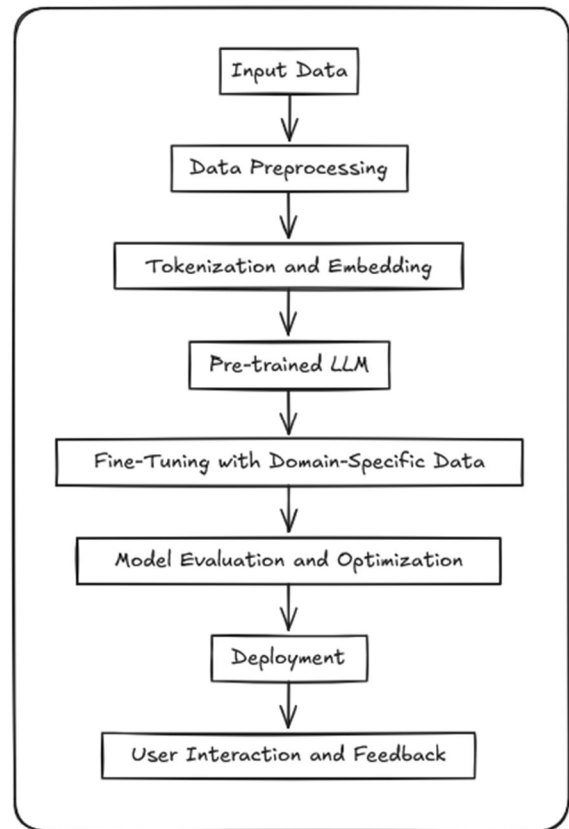 Input Data
Data Preprocessing
Tokenization and Embedding
Pre-trained LLM
Fine-Tuning with Domain-Specific Data
Model Evaluation and Optimization
Deployment
User Interaction and Feedback